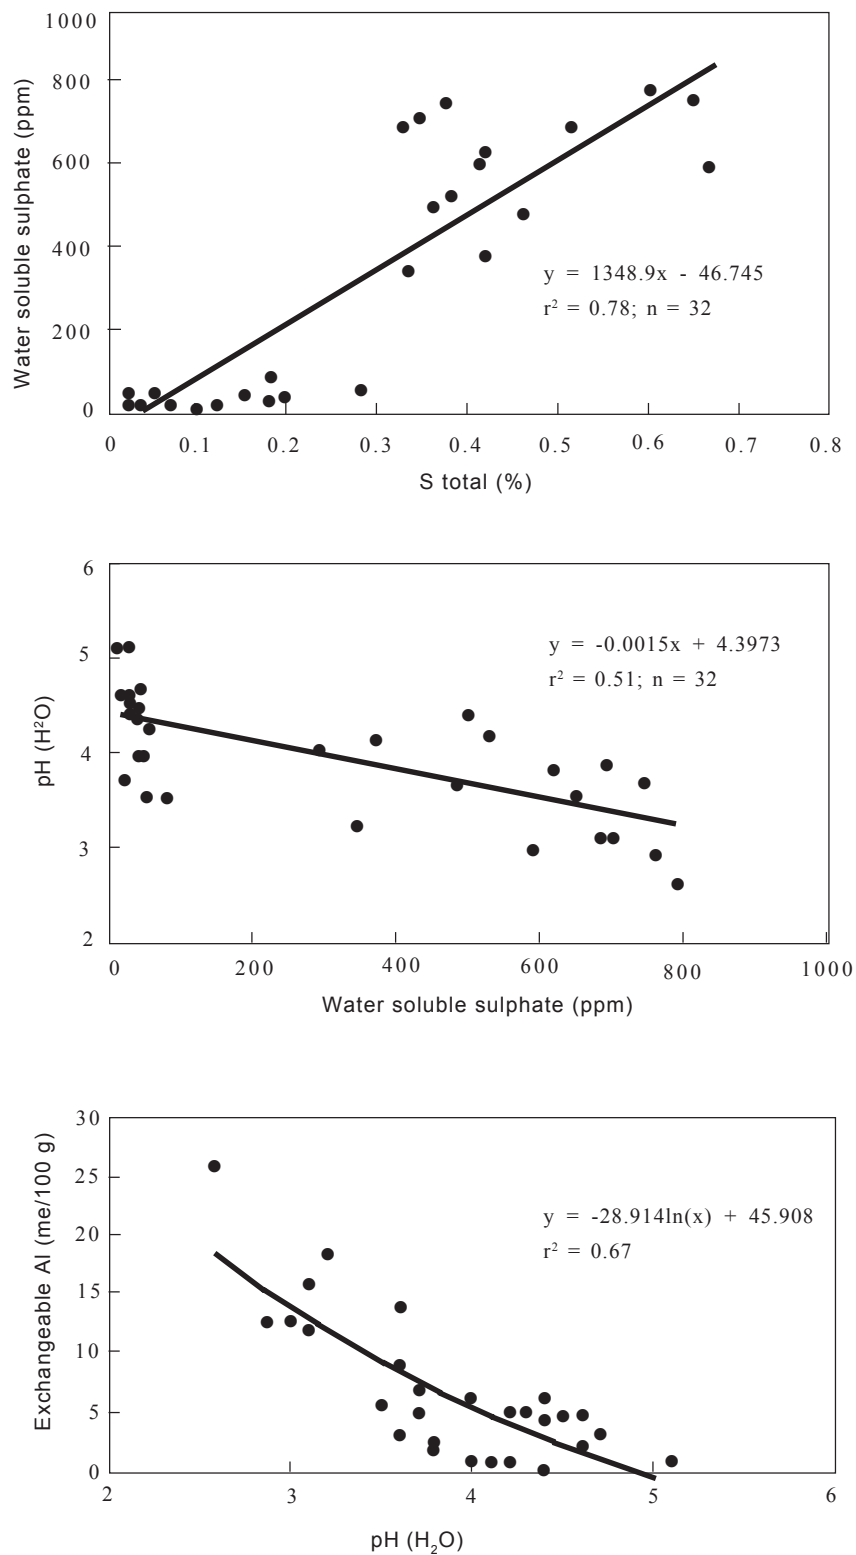 1000
800
600
400
200
0
Water soluble sulphate (ppm)
y = 1348.9x - 46.745
r² = 0.78; n = 32
0 0.1 0.2 0.3 0.4 0.5 0.6 0.7 0.8
S total (%)
6
5
4
3
2
pH (H²O)
y = -0.0015x + 4.3973
r² = 0.51; n = 32
0 200 400 600 800 1000
Water soluble sulphate (ppm)
30
25
20
15
10
5
0
Exchangeable Al (me/100 g)
y = -28.914ln(x) + 45.908
r² = 0.67
2 3 4 5 6
pH (H₂O)